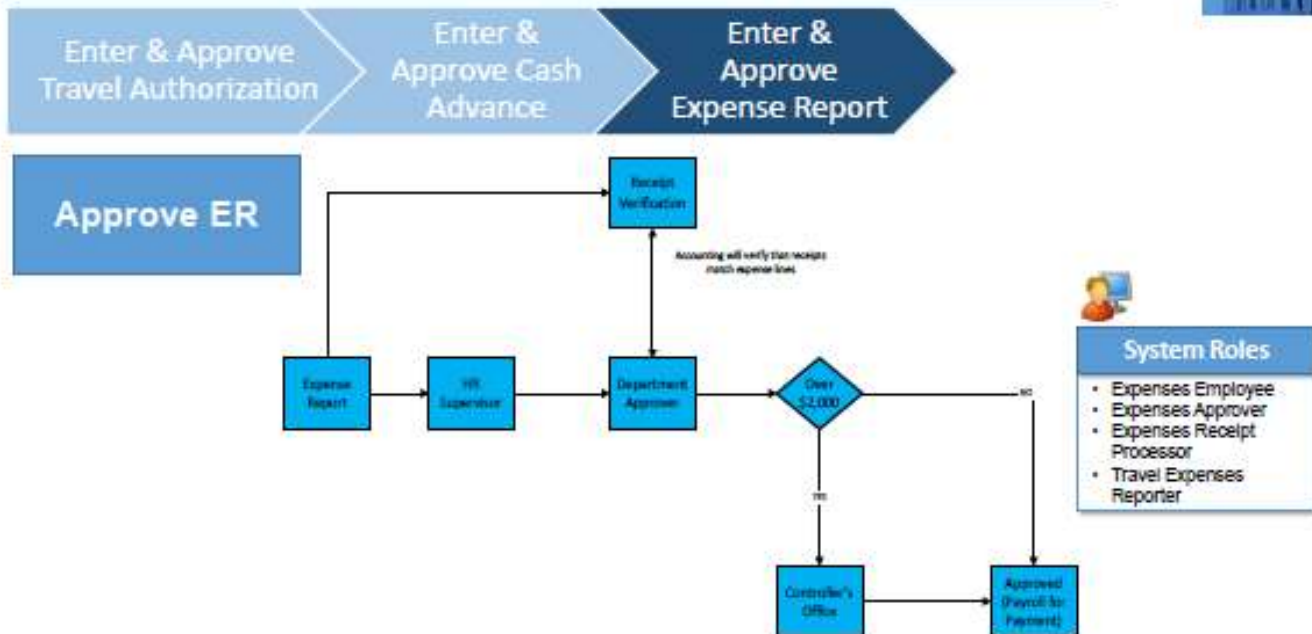 Enter & Approve
Travel Authorization
Enter &
Approve Cash
Advance
Enter &
Approve
Expense Report
Approve ER
Receipt
Verification
Accounting will verify that receipts
match expense lines
Expense
Report
HR
Supervisor
Department
Approver
Over
$2,000
NO
YES
Controller's
Office
Approved
(Payroll for
Payment)
System Roles
• Expenses Employee
• Expenses Approver
• Expenses Receipt
Processor
• Travel Expenses
Reporter